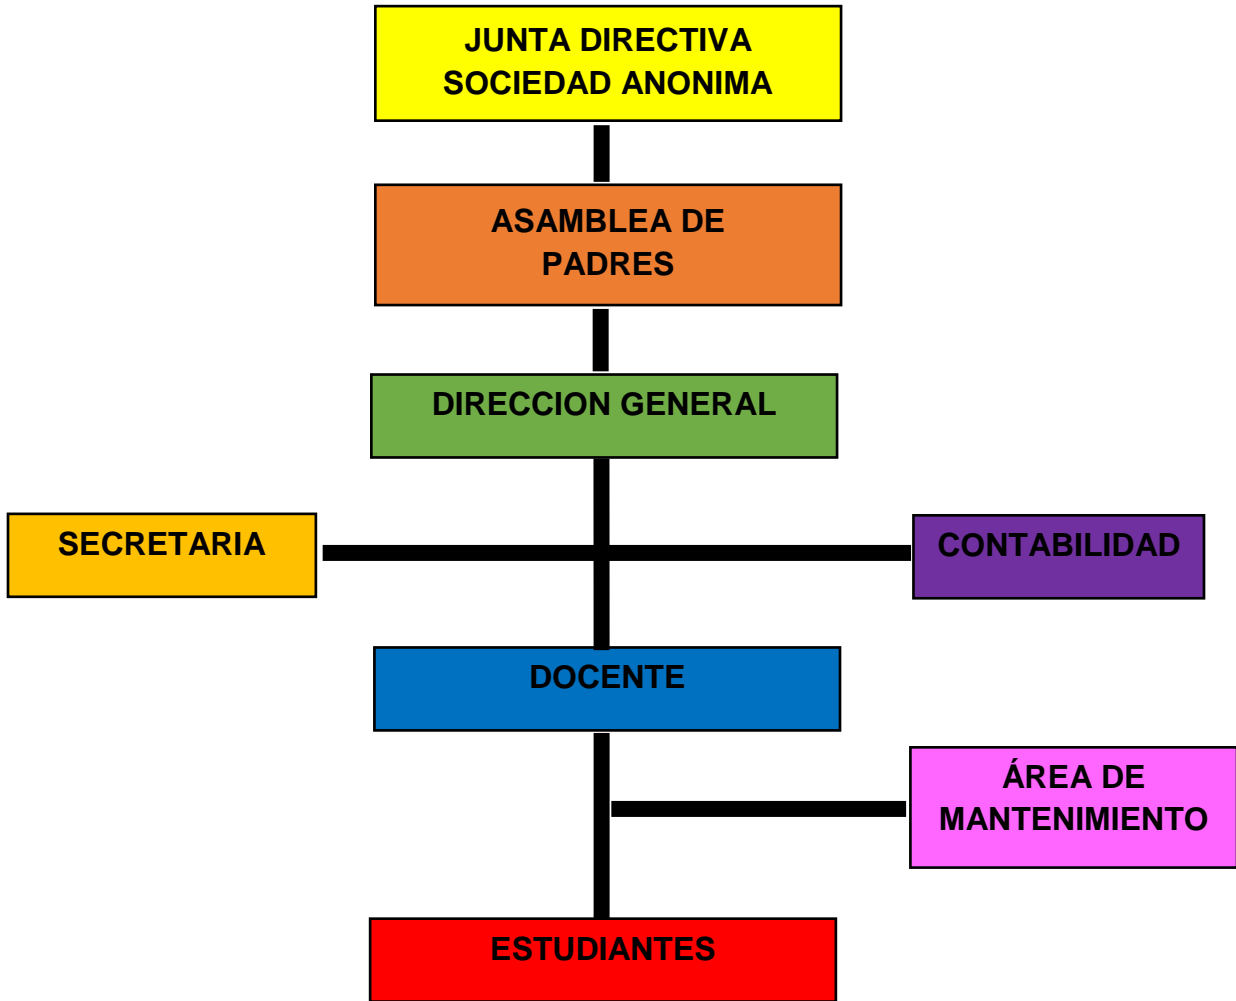 JUNTA DIRECTIVA
SOCIEDAD ANONIMA
ASAMBLEA DE
PADRES
DIRECCION GENERAL
SECRETARIA
CONTABILIDAD
DOCENTE
ÁREA DE
MANTENIMIENTO
ESTUDIANTES